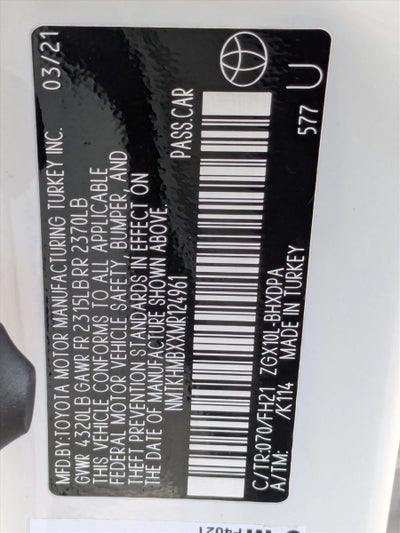 MFD BY:TOYOTA MOTOR MANUFACTURING TURKEY INC. 03/21
GVWR 4320LB GAWR FR 2315LB RR 2370LB
THIS VEHICLE CONFORMS TO ALL APPLICABLE
FEDERAL MOTOR VEHICLE SAFETY, BUMPER, AND
THEFT PREVENTION STANDARDS IN EFFECT ON
THE DATE OF MANUFACTURE SHOWN ABOVE.
NMTKHMBXXMR124961 PASS.CAR
C/TR:070/FH21 ZGX10L-BHXDPA
A/TM: /K114 MADE IN TURKEY
577 U